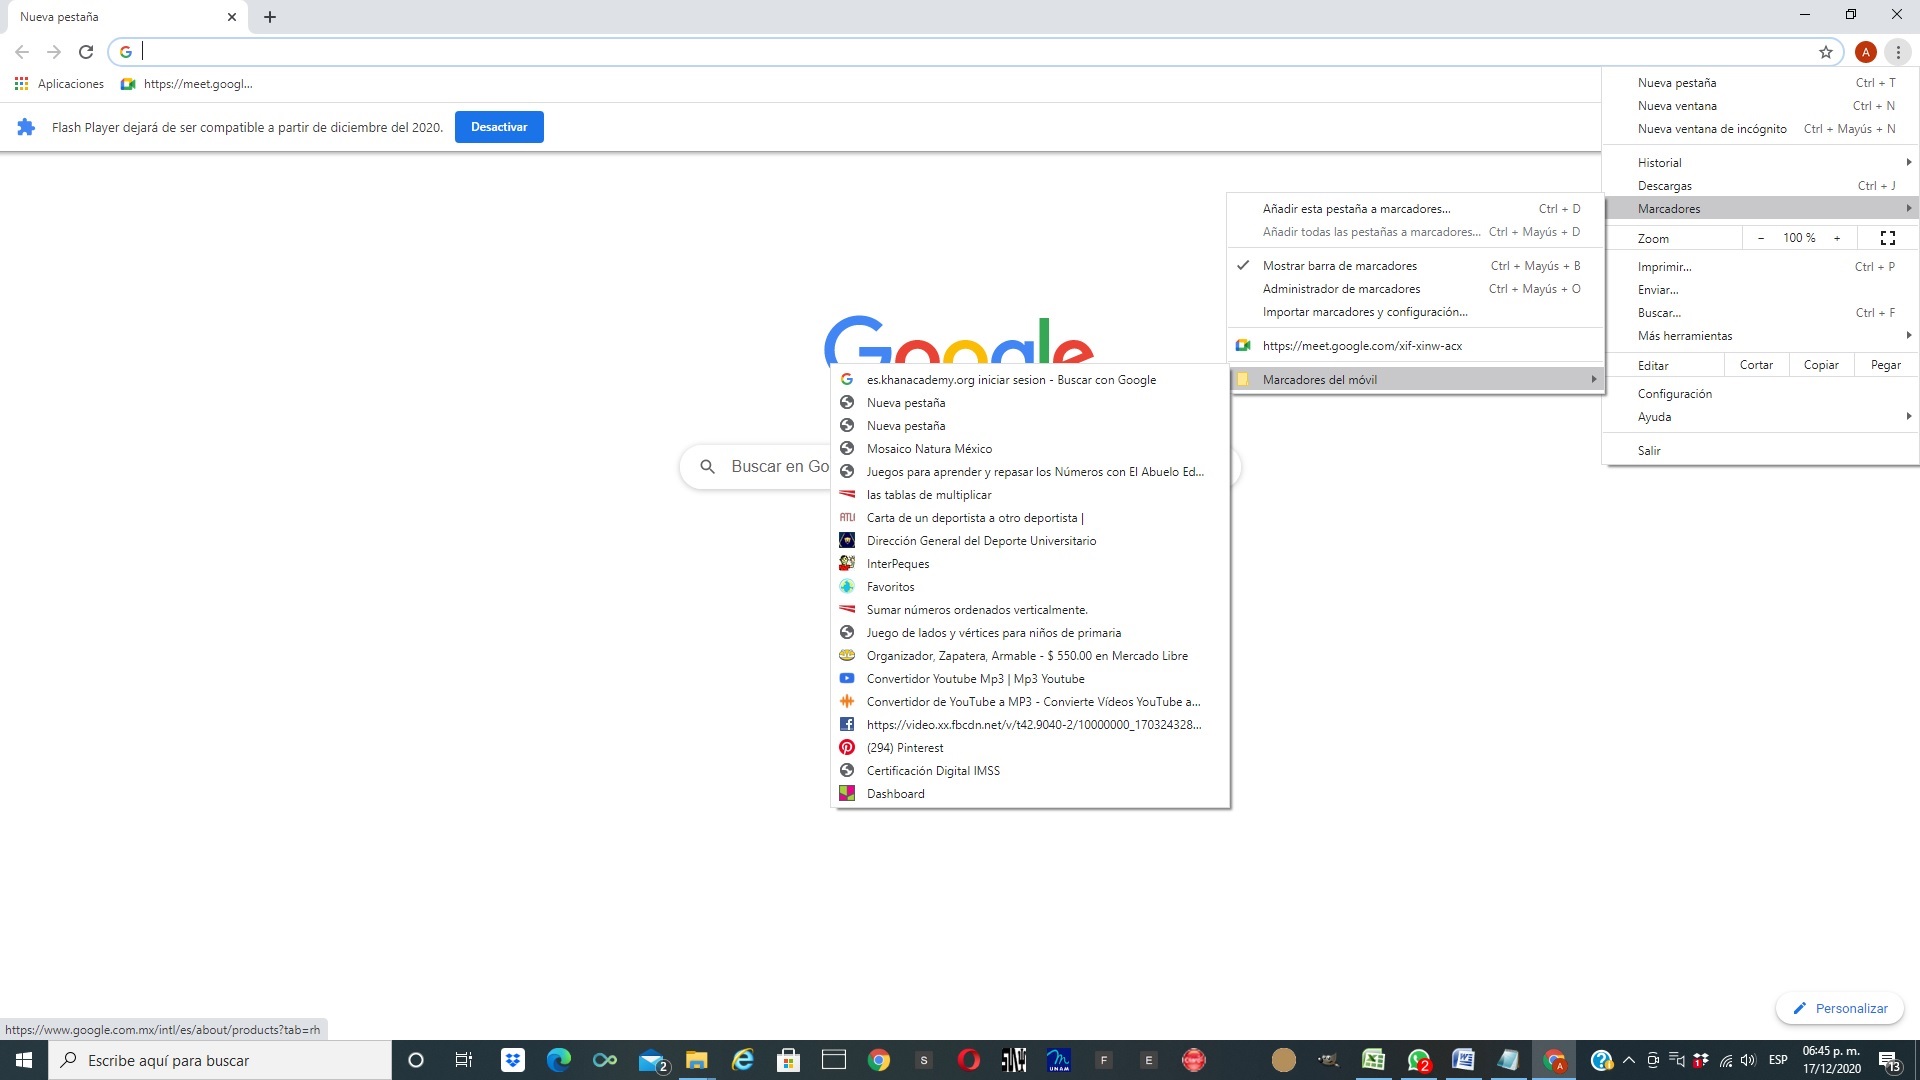 Nueva pestaña
https://meet.googl...
Aplicaciones
Flash Player dejará de ser compatible a partir de diciembre del 2020.
Desactivar
Nueva pestaña Ctrl + T
Nueva ventana Ctrl + N
Nueva ventana de incógnito Ctrl + Mayús + N
Historial
Descargas Ctrl + J
Marcadores
Zoom - 100 % +
Imprimir... Ctrl + P
Enviar...
Buscar... Ctrl + F
Más herramientas
Editar Cortar Copiar Pegar
Configuración
Ayuda
Salir
Añadir esta pestaña a marcadores... Ctrl + D
Añadir todas las pestañas a marcadores... Ctrl + Mayús + D
Mostrar barra de marcadores Ctrl + Mayús + B
Administrador de marcadores Ctrl + Mayús + O
Importar marcadores y configuración...
https://meet.google.com/xif-xinw-acx
Marcadores del móvil
Google
Buscar en Go
es.khanacademy.org iniciar sesion - Buscar con Google
Nueva pestaña
Nueva pestaña
Mosaico Natura México
Juegos para aprender y repasar los Números con El Abuelo Ed...
las tablas de multiplicar
Carta de un deportista a otro deportista |
Dirección General del Deporte Universitario
InterPeques
Favoritos
Sumar números ordenados verticalmente.
Juego de lados y vértices para niños de primaria
Organizador, Zapatera, Armable - $ 550.00 en Mercado Libre
Convertidor Youtube Mp3 | Mp3 Youtube
Convertidor de YouTube a MP3 - Convierte Vídeos YouTube a...
https://video.xx.fbcdn.net/v/t42.9040-2/10000000_170324328...
(294) Pinterest
Certificación Digital IMSS
Dashboard
Personalizar
https://www.google.com.mx/intl/es/about/products?tab=rh
Escribe aquí para buscar
ESP
06:45 p. m.
17/12/2020